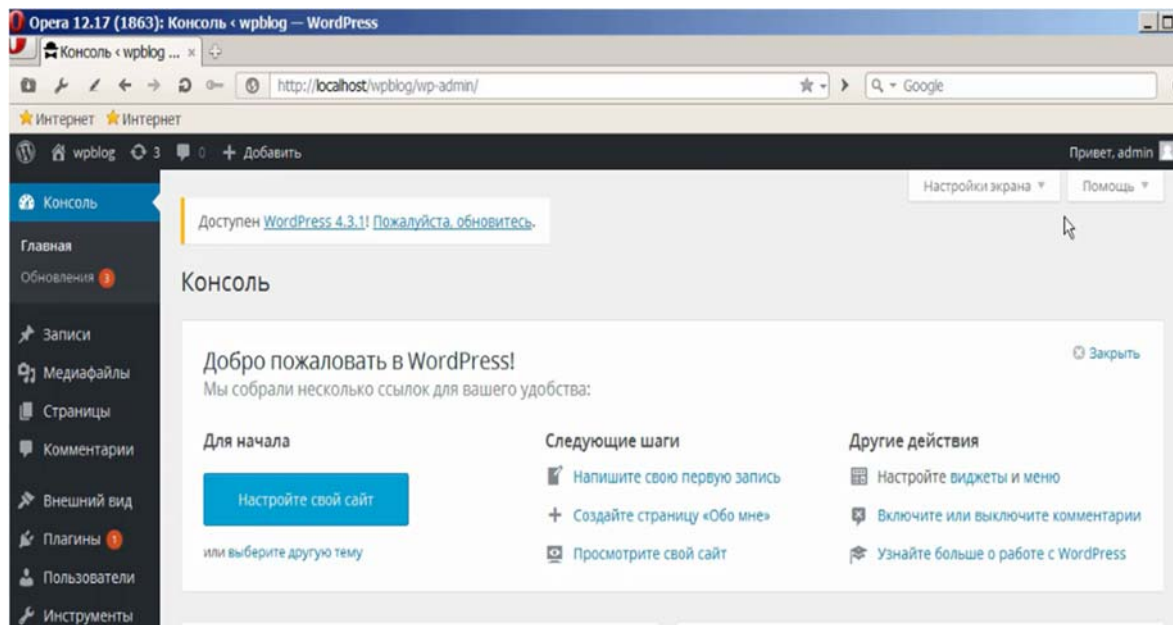 Opera 12.17 (1863): Консоль ‹ wpblog — WordPress
Консоль ‹ wpblog ...
http://localhost/wpblog/wp-admin/
Google
Интернет Интернет
wpblog 3 0 + Добавить Привет, admin
Консоль
Настройки экрана Помощь
Доступен WordPress 4.3.1! Пожалуйста, обновитесь.
Главная
Обновления 3
Консоль
Записи
Медиафайлы
Страницы
Комментарии
Внешний вид
Плагины 1
Пользователи
Инструменты
Добро пожаловать в WordPress!
Закрыть
Мы собрали несколько ссылок для вашего удобства:
Для начала
Настройте свой сайт
или выберите другую тему
Следующие шаги
Напишите свою первую запись
Создайте страницу «Обо мне»
Просмотрите свой сайт
Другие действия
Настройте виджеты и меню
Включите или выключите комментарии
Узнайте больше о работе с WordPress